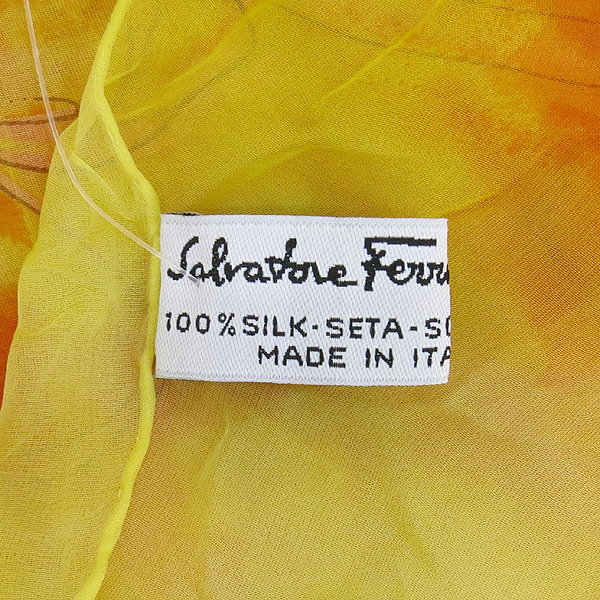 Salvatore Ferr
100% SILK-SETA-SO
MADE IN ITA